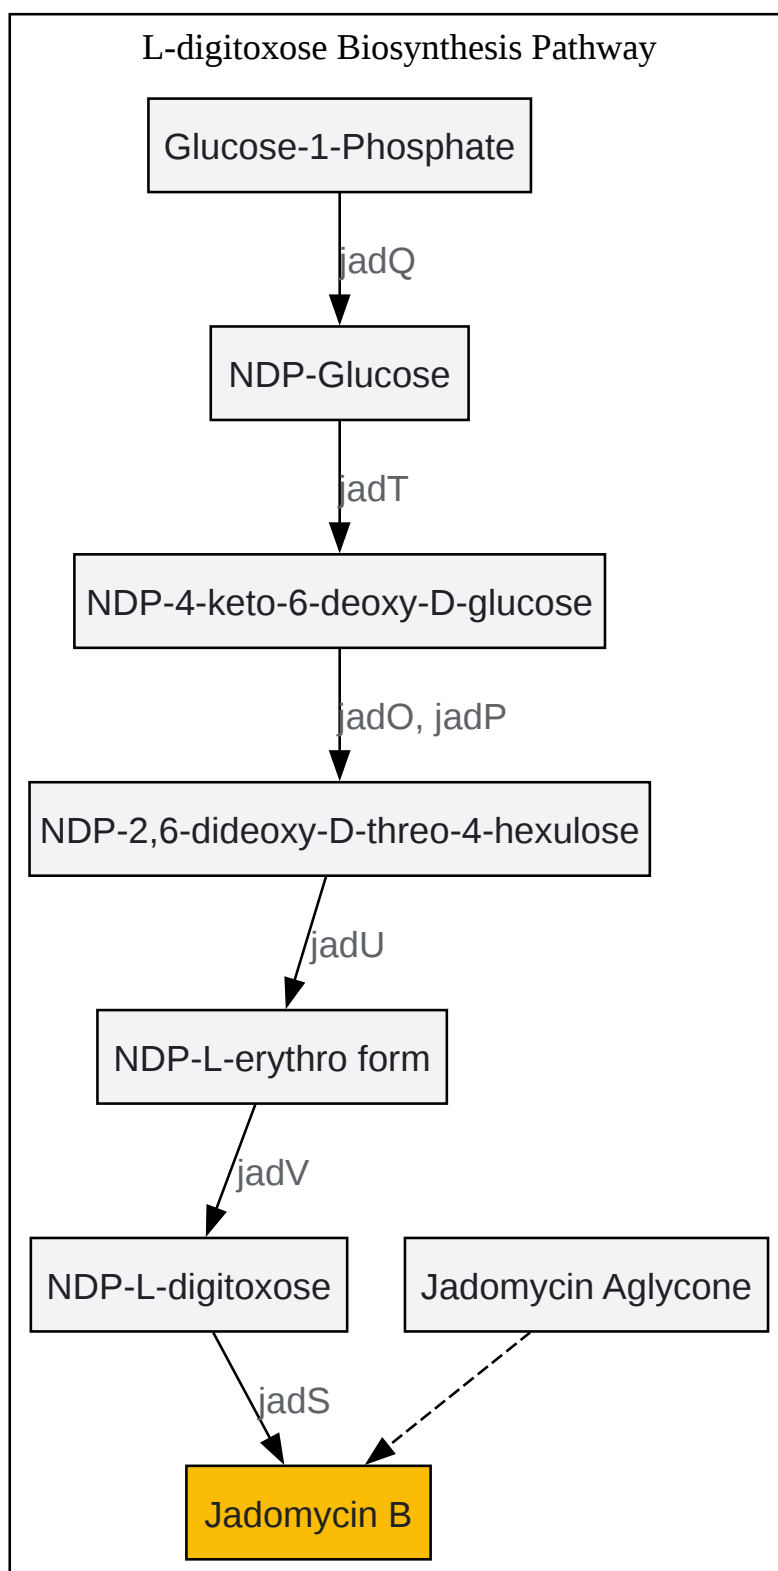 L-digitoxose Biosynthesis Pathway
Glucose-1-Phosphate
jadQ
NDP-Glucose
jadT
NDP-4-keto-6-deoxy-D-glucose
jadO, jadP
NDP-2,6-dideoxy-D-threo-4-hexulose
jadU
NDP-L-erythro form
jadV
NDP-L-digitoxose
Jadomycin Aglycone
jadS
Jadomycin B